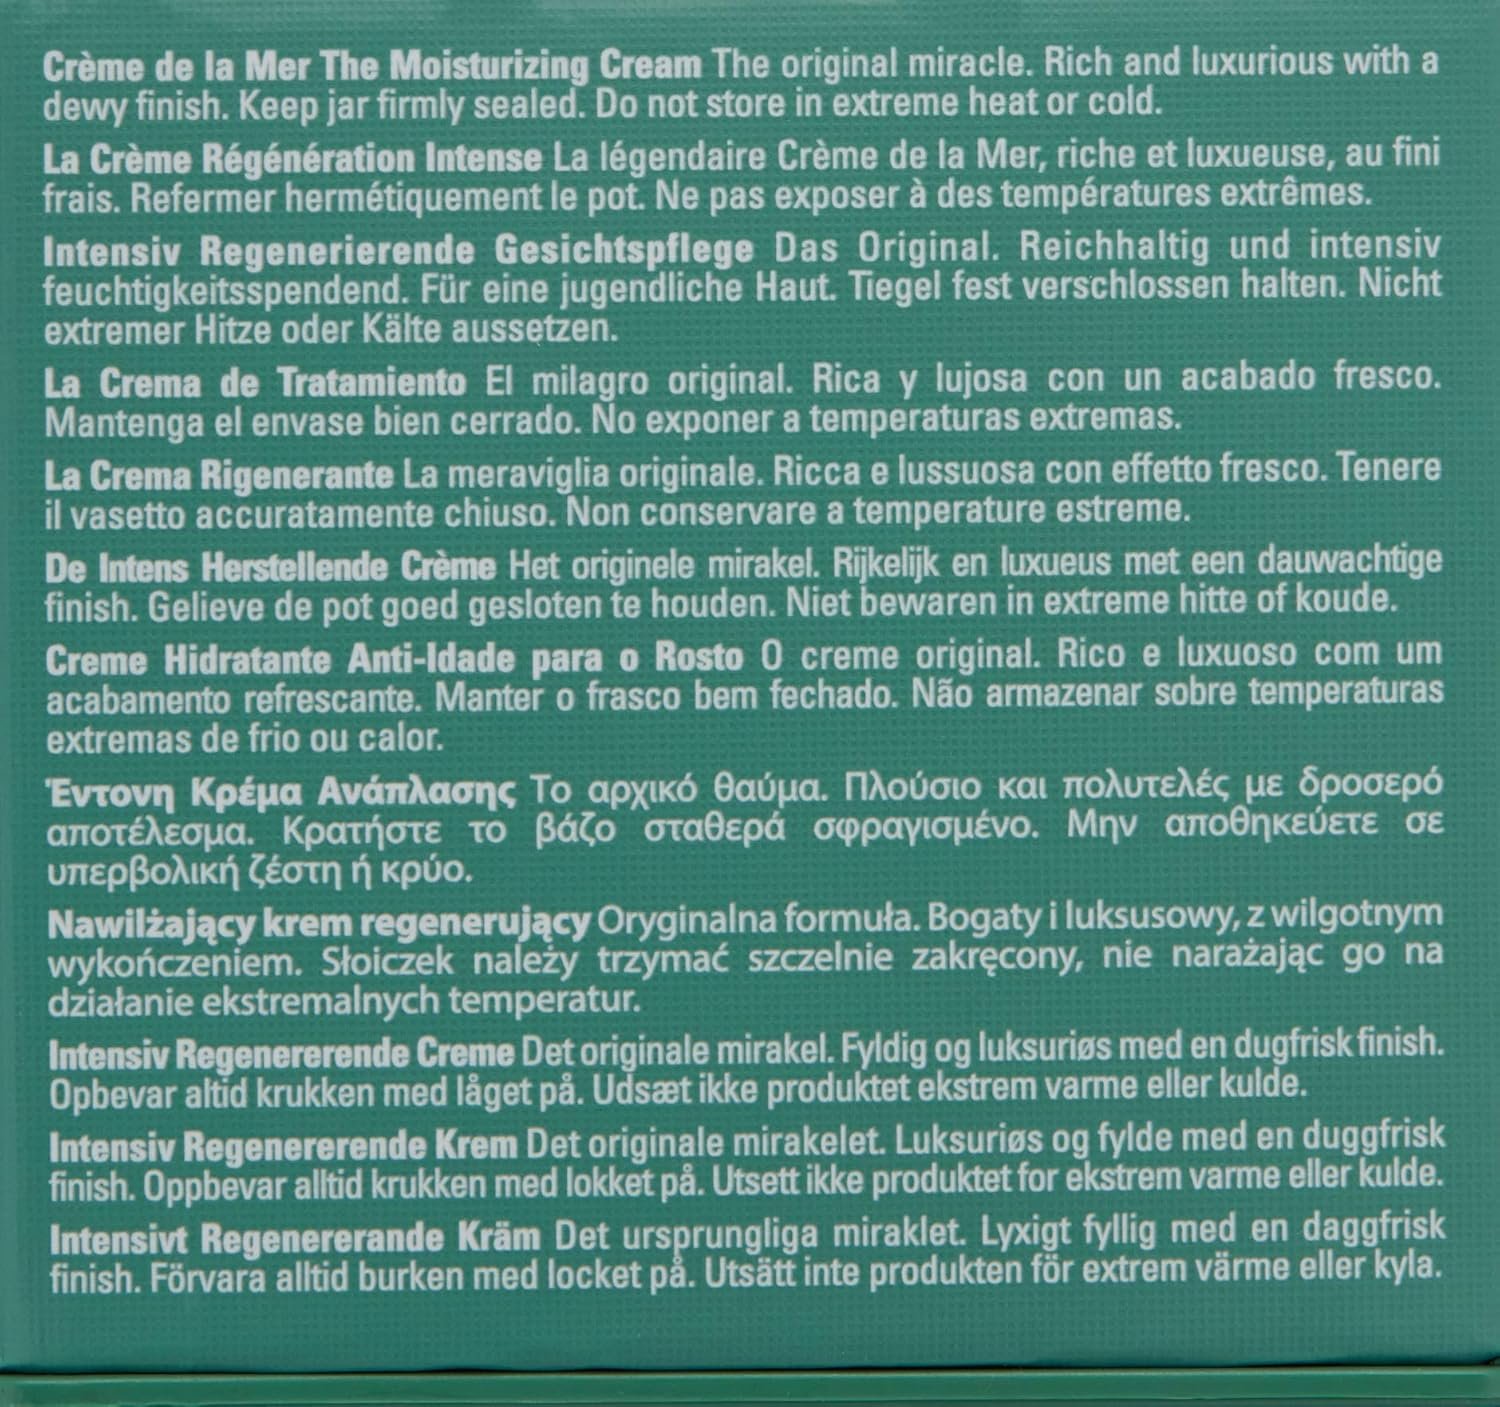 Crème de la Mer The Moisturizing Cream The original miracle. Rich and luxurious with a
dewy finish. Keep jar firmly sealed. Do not store in extreme heat or cold.
La Crème Régénération Intense La légendaire Crème de la Mer, riche et luxueuse, au fini
frais. Refermer hermétiquement le pot. Ne pas exposer à des températures extrêmes.
Intensiv Regenerierende Gesichtspflege Das Original. Reichhaltig und intensiv
feuchtigkeitsspendend. Für eine jugendliche Haut. Tiegel fest verschlossen halten. Nicht
extremer Hitze oder Kälte aussetzen.
La Crema de Tratamiento El milagro original. Rica y lujosa con un acabado fresco.
Mantenga el envase bien cerrado. No exponer a temperaturas extremas.
La Crema Rigenerante La meraviglia originale. Ricca e lussuosa con effetto fresco. Tenere
il vasetto accuratamente chiuso. Non conservare a temperature estreme.
De Intens Herstellende Crème Het originele mirakel. Rijkelijk en luxueus met een dauwachtige
finish. Gelieve de pot goed gesloten te houden. Niet bewaren in extreme hitte of koude.
Creme Hidratante Anti-Idade para o Rosto O creme original. Rico e luxuoso com um
acabamento refrescante. Manter o frasco bem fechado. Não armazenar sobre temperaturas
extremas de frio ou calor.
Έντονη Κρέμα Ανάπλασης Το αρχικό θαύμα. Πλούσιο και πολυτελές με δροσερό
αποτέλεσμα. Κρατήστε το βάζο σταθερά σφραγισμένο. Μην αποθηκεύετε σε
υπερβολική ζέστη ή κρύο.
Nawilżający krem regenerujący Oryginalna formuła. Bogaty i luksusowy, z wilgotnym
wykończeniem. Słoiczek należy trzymać szczelnie zakręcony, nie narażając go na
działanie ekstremalnych temperatur.
Intensiv Regenererende Creme Det originale mirakel. Fyldig og luksuriøs med en dugfrisk finish.
Opbevar altid krukken med låget på. Udsæt ikke produktet ekstrem varme eller kulde.
Intensiv Regenererende Krem Det originale mirakelet. Luksuriøs og fylde med en duggfrisk
finish. Oppbevar alltid krukken med lokket på. Utsett ikke produktet for ekstrem varme eller kulde.
Intensivt Regenererande Kräm Det ursprungliga miraklet. Lyxigt fyllig med en daggfrisk
finish. Förvara alltid burken med locket på. Utsätt inte produkten för extrem värme eller kyla.